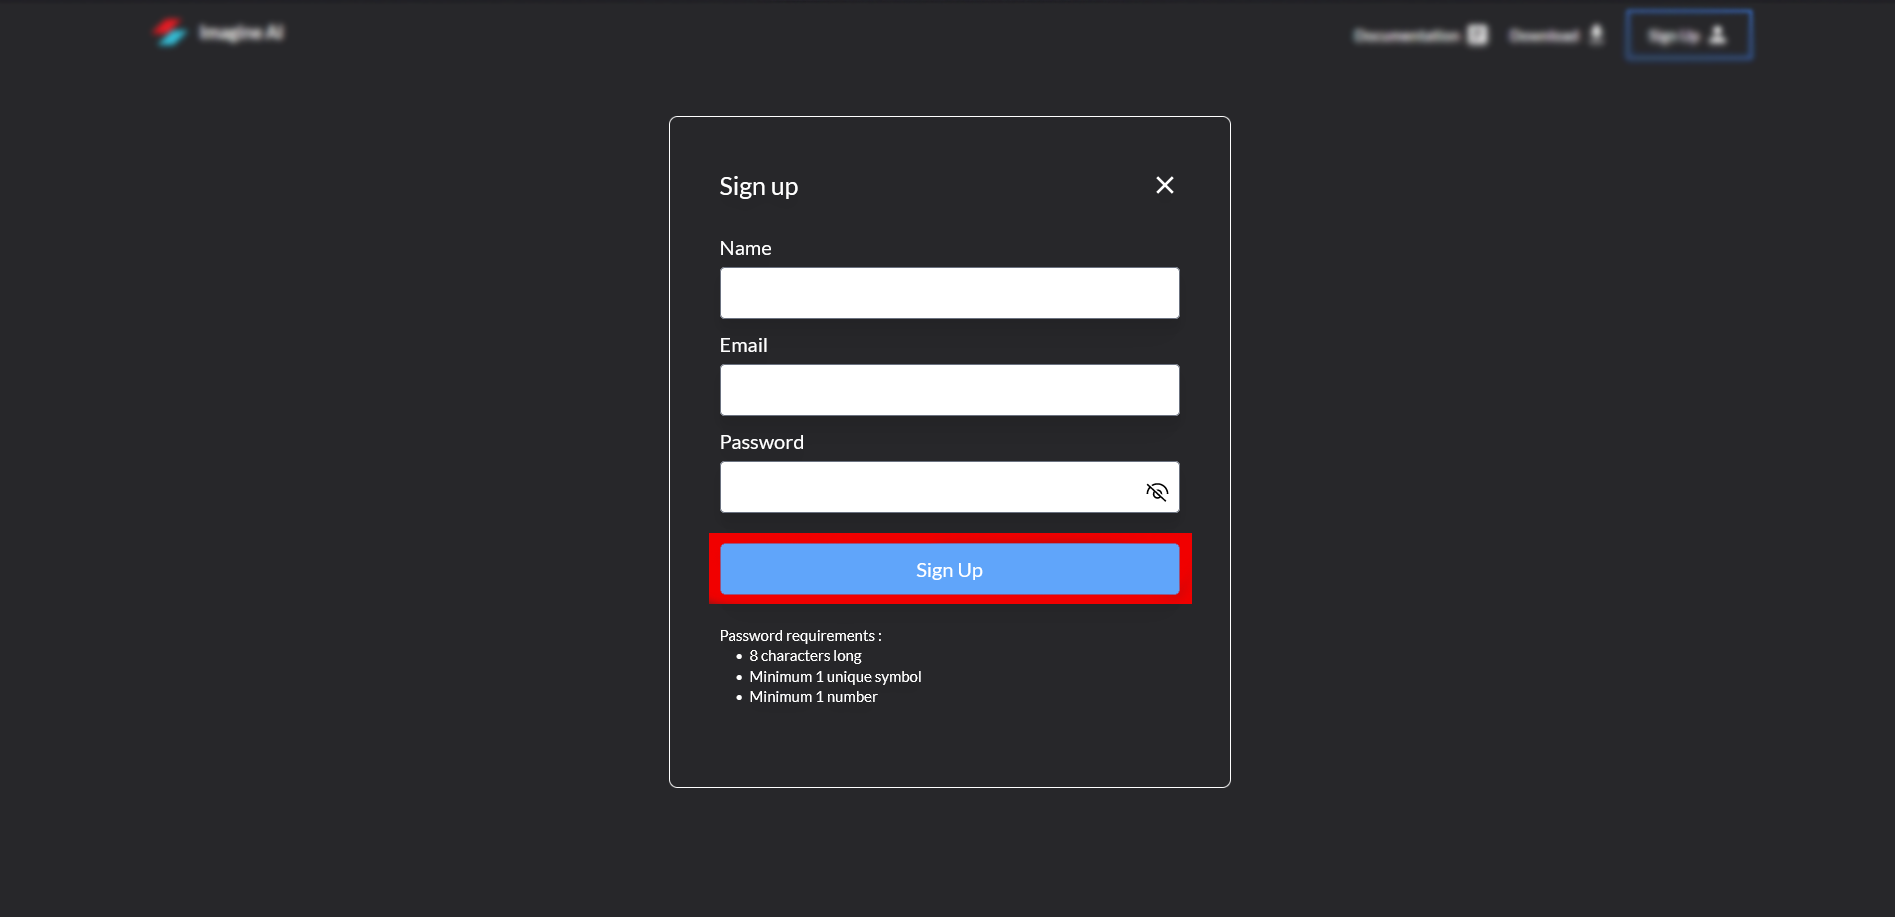 Imagine AI
Documentation
Download
Sign Up
Sign up
Name
Email
Password
Sign Up
Password requirements :
• 8 characters long
• Minimum 1 unique symbol
• Minimum 1 number